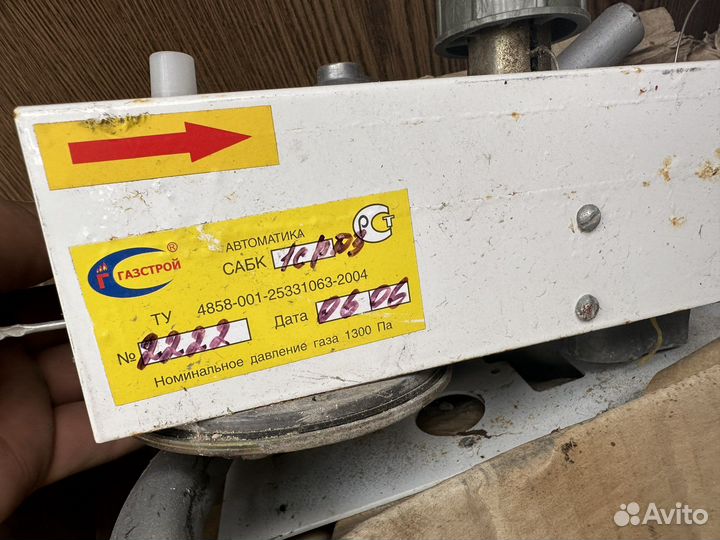 АВТОМАТИКА
ГАЗСТРОЙ ®
САБК
РСТ
ТУ 4858-001-25331063-2004
№ 2222 Дата 06 06
Номинальное давление газа 1300 Па
Avito